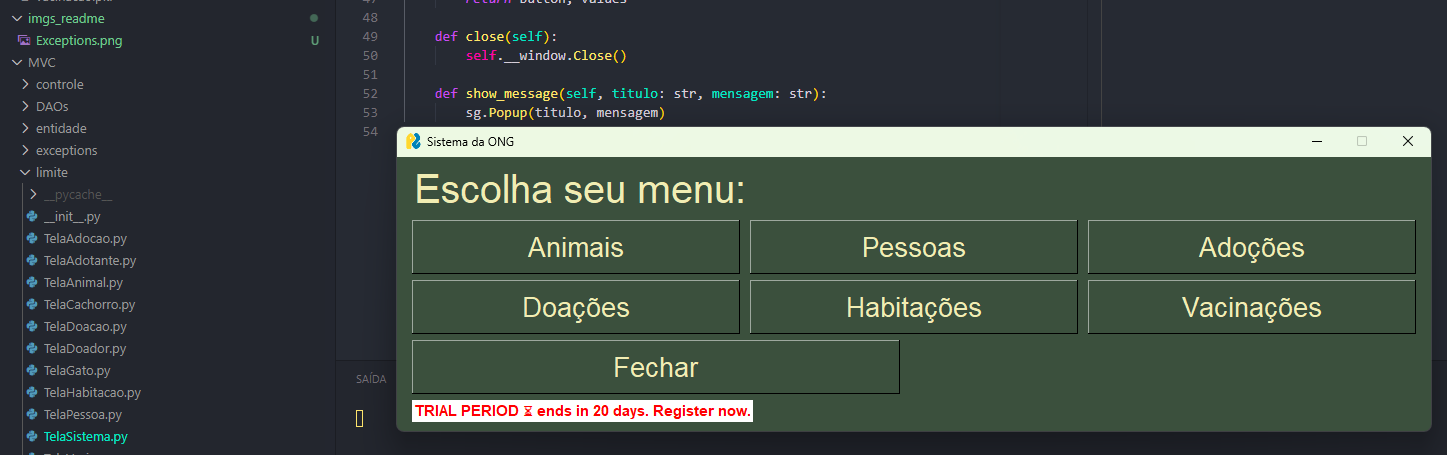 imgs_readme
Exceptions.png U
MVC
controle
DAOs
entidade
exceptions
limite
__pycache__
__init__.py
TelaAdocao.py
TelaAdotante.py
TelaAnimal.py
TelaCachorro.py
TelaDoacao.py
TelaDoador.py
TelaGato.py
TelaHabitacao.py
TelaPessoa.py
TelaSistema.py
47 return button, values
48
49 def close(self):
50 self.__window.Close()
51
52 def show_message(self, titulo: str, mensagem: str):
53 sg.Popup(titulo, mensagem)
54
SAÍDA
Sistema da ONG
Escolha seu menu:
Animais Pessoas Adoções
Doações Habitações Vacinações
Fechar
TRIAL PERIOD ⌛ ends in 20 days. Register now.